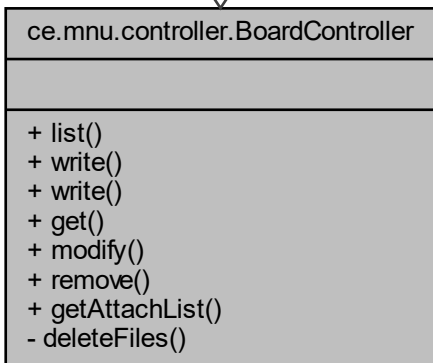 ce.mnu.controller.BoardController
+ list()
+ write()
+ write()
+ get()
+ modify()
+ remove()
+ getAttachList()
- deleteFiles()